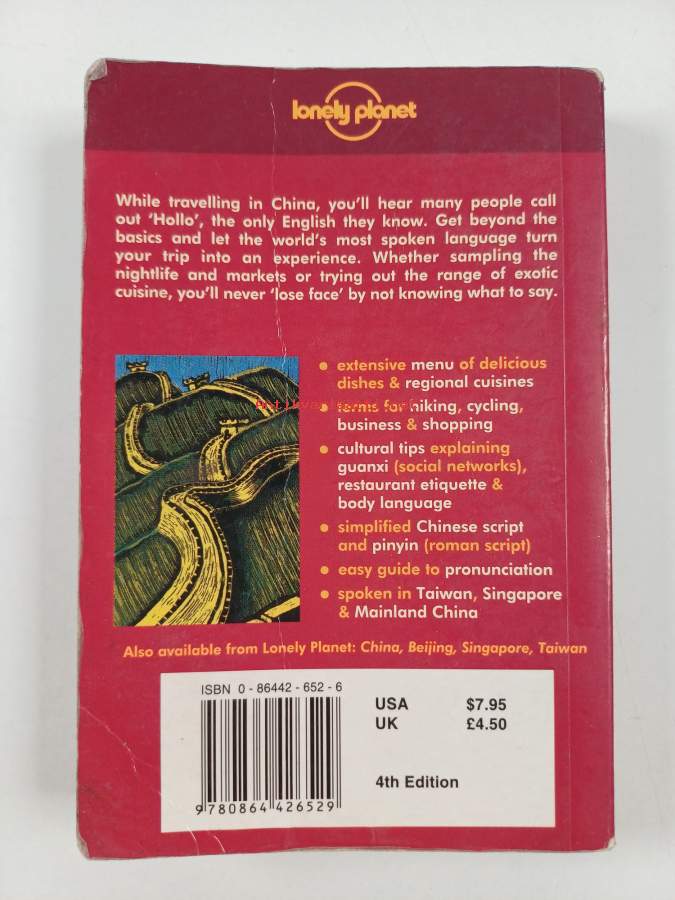 lonely planet
While travelling in China, you'll hear many people call
out 'Hollo', the only English they know. Get beyond the
basics and let the world's most spoken language turn
your trip into an experience. Whether sampling the
nightlife and markets or trying out the range of exotic
cuisine, you'll never 'lose face' by not knowing what to say.
• extensive menu of delicious
dishes & regional cuisines
• terms for hiking, cycling,
business & shopping
• cultural tips explaining
guanxi (social networks),
restaurant etiquette &
body language
• simplified Chinese script
and pinyin (roman script)
• easy guide to pronunciation
• spoken in Taiwan, Singapore
& Mainland China
Also available from Lonely Planet: China, Beijing, Singapore, Taiwan
ISBN 0 - 86442 - 652 - 6
9 780864 426529
USA $7.95
UK £4.50
4th Edition